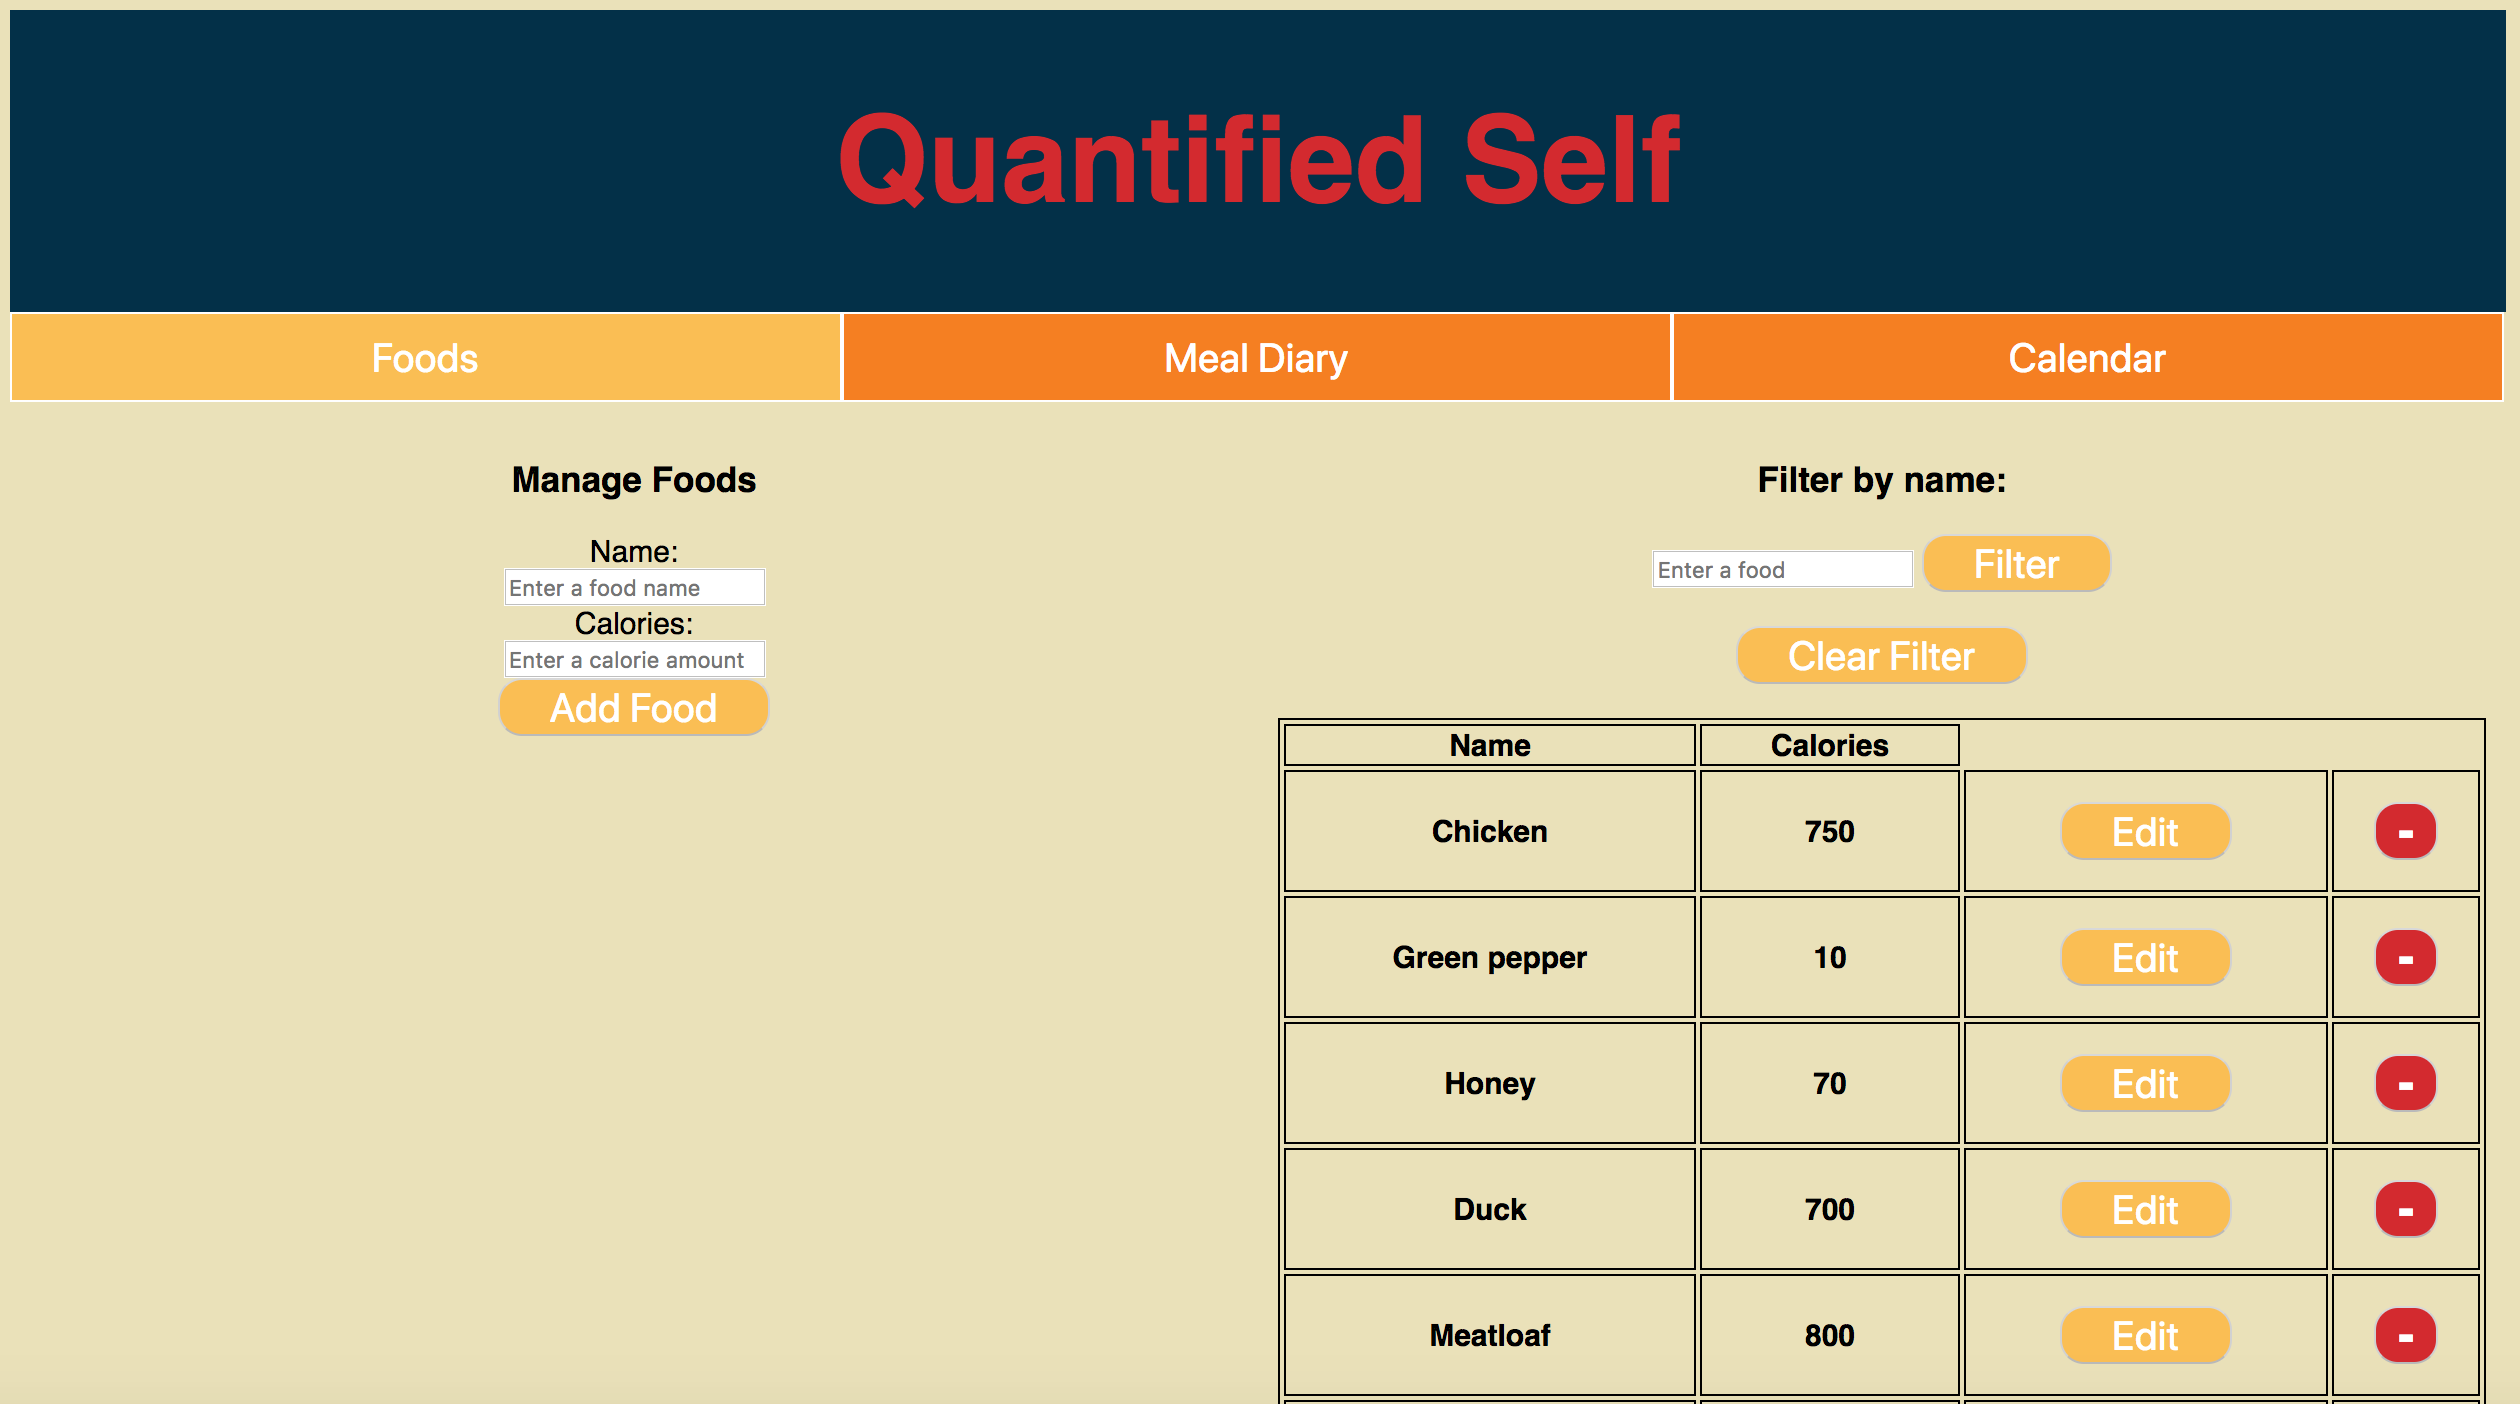 Quantified Self
Foods Meal Diary Calendar
Manage Foods
Name:
Enter a food name
Calories:
Enter a calorie amount
Add Food
Filter by name:
Enter a food Filter
Clear Filter
Name Calories
Chicken 750 Edit -
Green pepper 10 Edit -
Honey 70 Edit -
Duck 700 Edit -
Meatloaf 800 Edit -